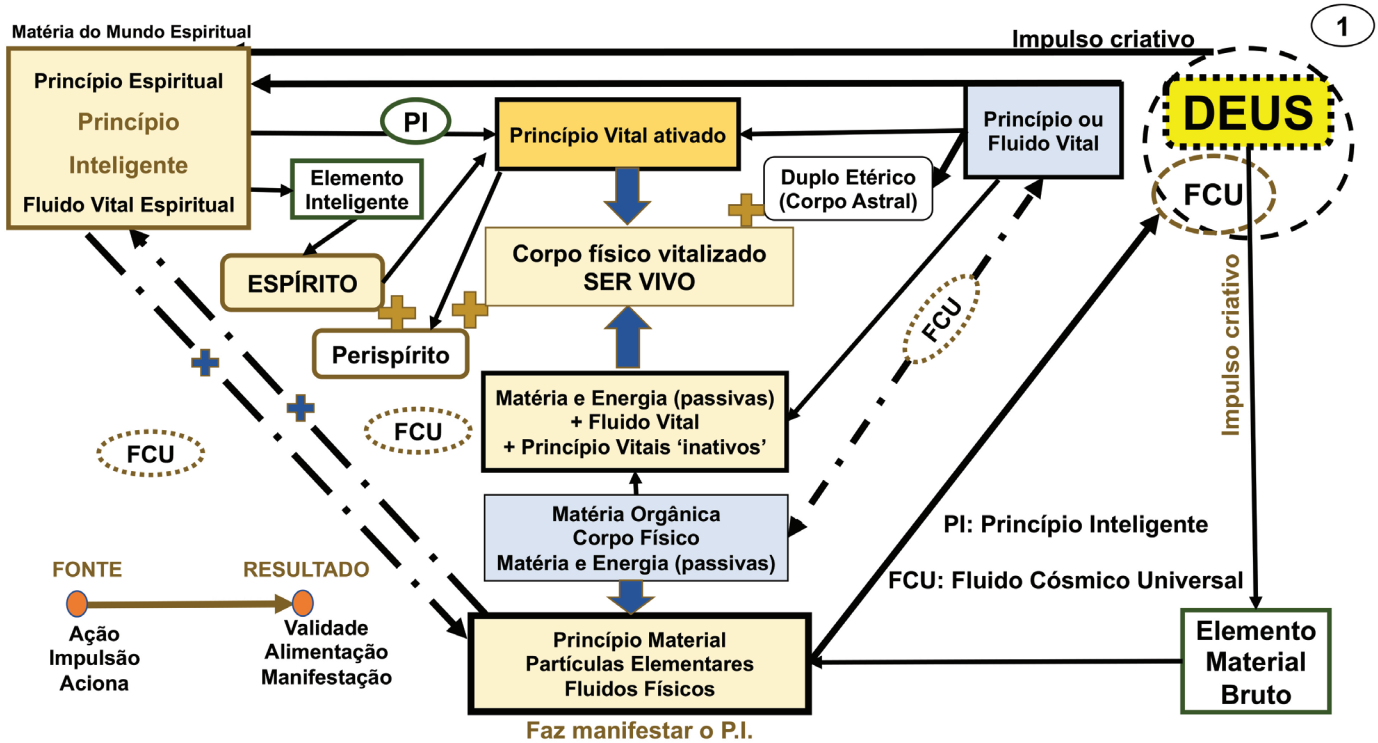 Matéria do Mundo Espiritual
Impulso criativo
1
Princípio Espiritual
Princípio
Inteligente
Fluido Vital Espiritual
PI
Princípio Vital ativado
Princípio ou
Fluido Vital
DEUS
FCU
Elemento
Inteligente
Duplo Etérico
(Corpo Astral)
ESPÍRITO
Corpo físico vitalizado
SER VIVO
Perispírito
FCU
Impulso criativo
Matéria e Energia (passivas)
+ Fluido Vital
+ Princípio Vitais ‘inativos’
FCU
FCU
Matéria Orgânica
Corpo Físico
Matéria e Energia (passivas)
PI: Princípio Inteligente
FCU: Fluido Cósmico Universal
FONTE
RESULTADO
Ação
Impulsão
Aciona
Validade
Alimentação
Manifestação
Princípio Material
Partículas Elementares
Fluidos Físicos
Elemento
Material
Bruto
Faz manifestar o P.I.